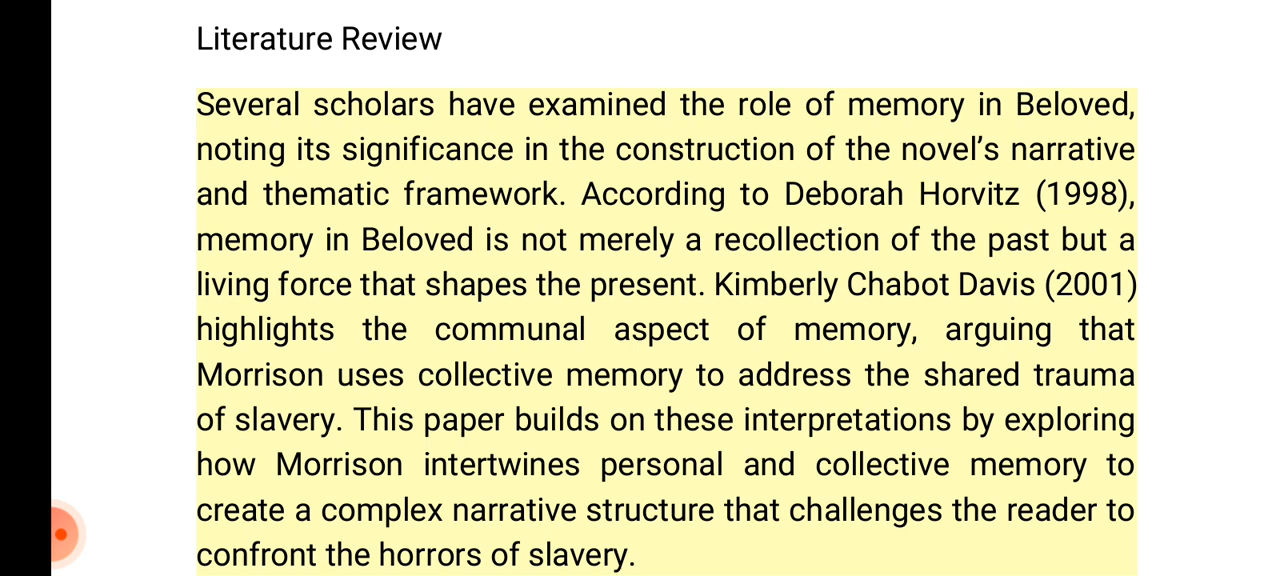 Literature Review
Several scholars have examined the role of memory in Beloved,
noting its significance in the construction of the novel’s narrative
and thematic framework. According to Deborah Horvitz (1998),
memory in Beloved is not merely a recollection of the past but a
living force that shapes the present. Kimberly Chabot Davis (2001)
highlights the communal aspect of memory, arguing that
Morrison uses collective memory to address the shared trauma
of slavery. This paper builds on these interpretations by exploring
how Morrison intertwines personal and collective memory to
create a complex narrative structure that challenges the reader to
confront the horrors of slavery.